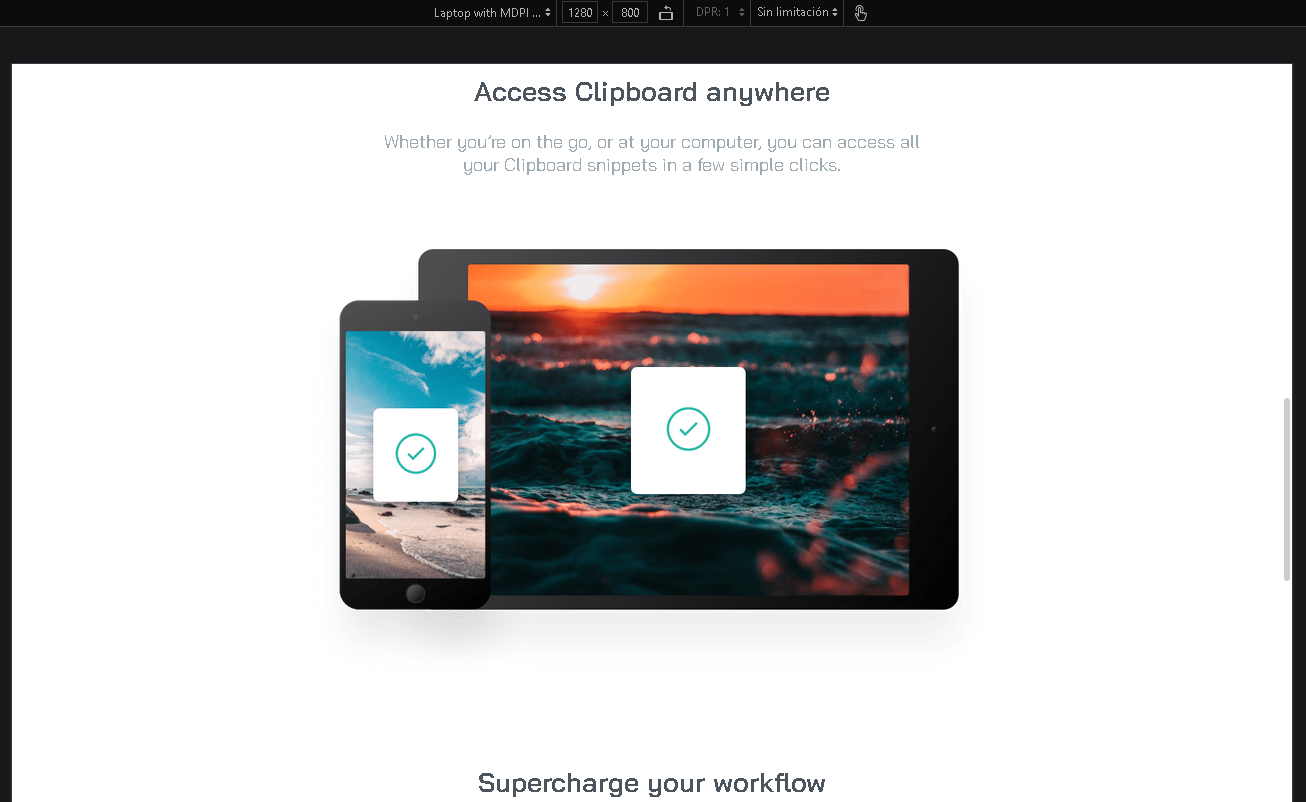 Laptop with MDPI ... 1280 × 800 DPR: 1 Sin limitación
Access Clipboard anywhere
Whether you're on the go, or at your computer, you can access all
your Clipboard snippets in a few simple clicks.
Supercharge your workflow